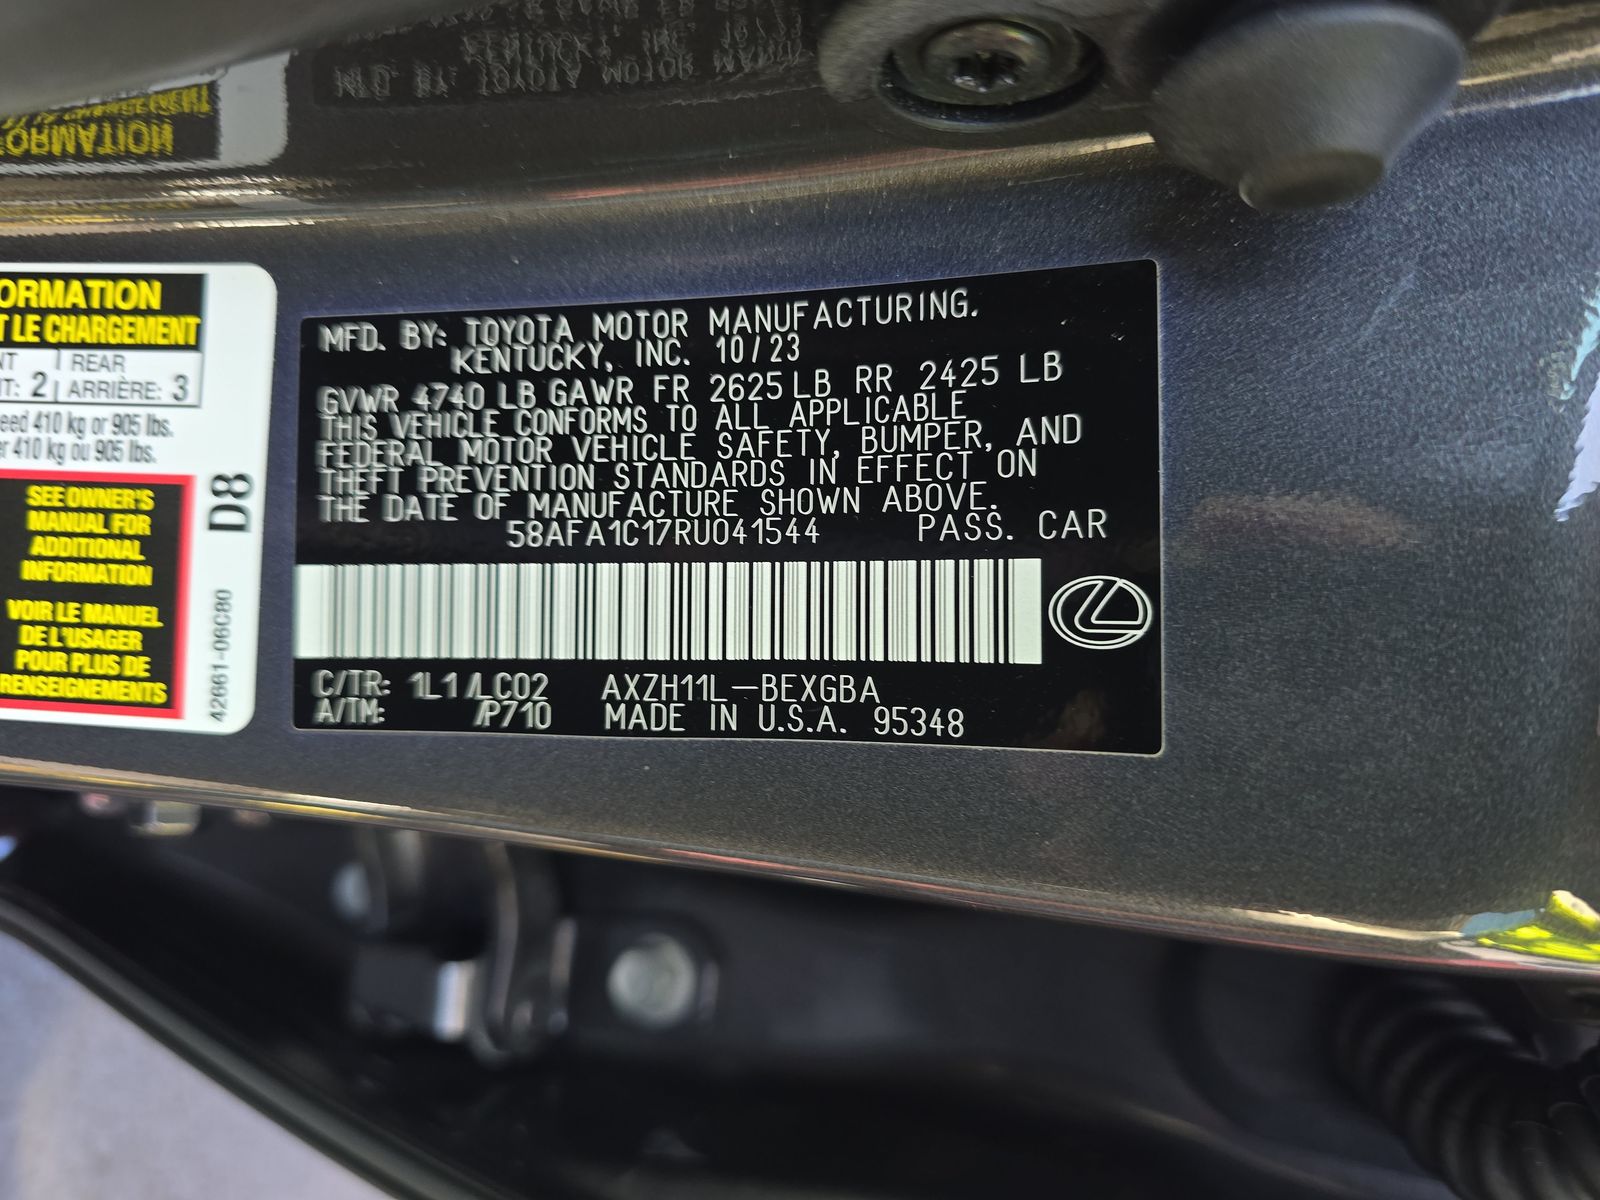 ORMATION
T LE CHARGEMENT
NT | REAR
T: 2 | ARRIÈRE: 3
eed 410 kg or 905 lbs.
er 410 kg ou 905 lbs.
SEE OWNER'S
MANUAL FOR
ADDITIONAL
INFORMATION
VOIR LE MANUEL
DE L'USAGER
POUR PLUS DE
RENSEIGNEMENTS
D8
42661-06C80
MFD. BY: TOYOTA MOTOR MANUFACTURING.
KENTUCKY, INC. 10/23
GVWR 4740 LB GAWR FR 2625 LB RR 2425 LB
THIS VEHICLE CONFORMS TO ALL APPLICABLE
FEDERAL MOTOR VEHICLE SAFETY, BUMPER, AND
THEFT PREVENTION STANDARDS IN EFFECT ON
THE DATE OF MANUFACTURE SHOWN ABOVE.
58AFA1C17RU041544 PASS. CAR
C/TR: 1L1/LC02 AXZH11L-BEXGBA
A/TM: /P710 MADE IN U.S.A. 95348